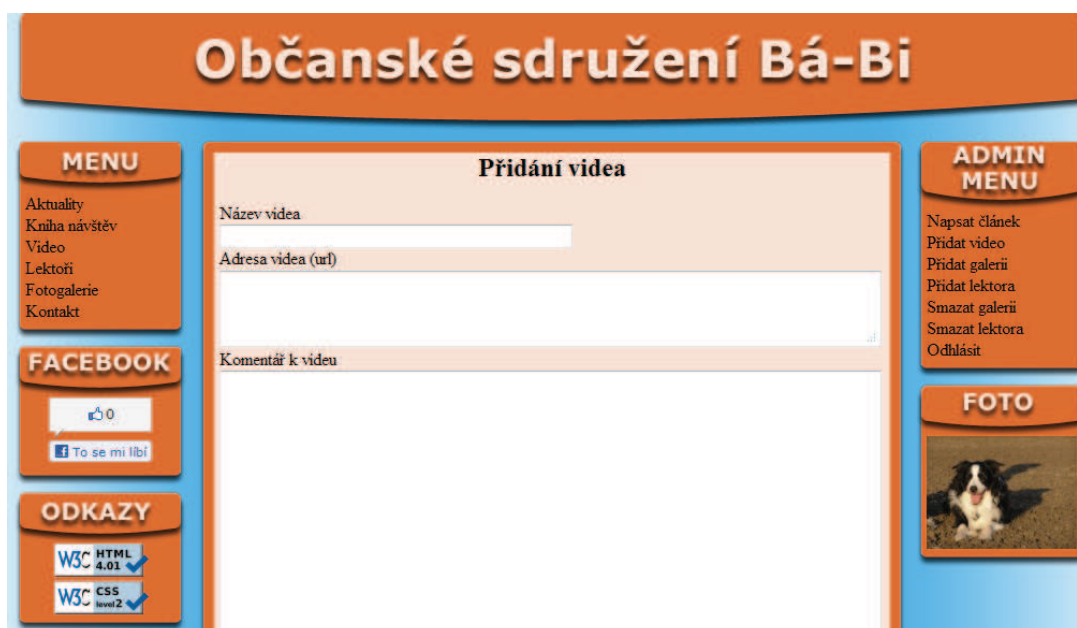 Občanské sdružení Bá-Bi
MENU
Aktuality
Kniha návštěv
Video
Lektoři
Fotogalerie
Kontakt
FACEBOOK
0
To se mi líbí
ODKAZY
W3C HTML 4.01
W3C CSS level 2
Přidání videa
Název videa
Adresa videa (url)
Komentář k videu
ADMIN
MENU
Napsat článek
Přidat video
Přidat galerii
Přidat lektora
Smazat galerii
Smazat lektora
Odhlásit
FOTO